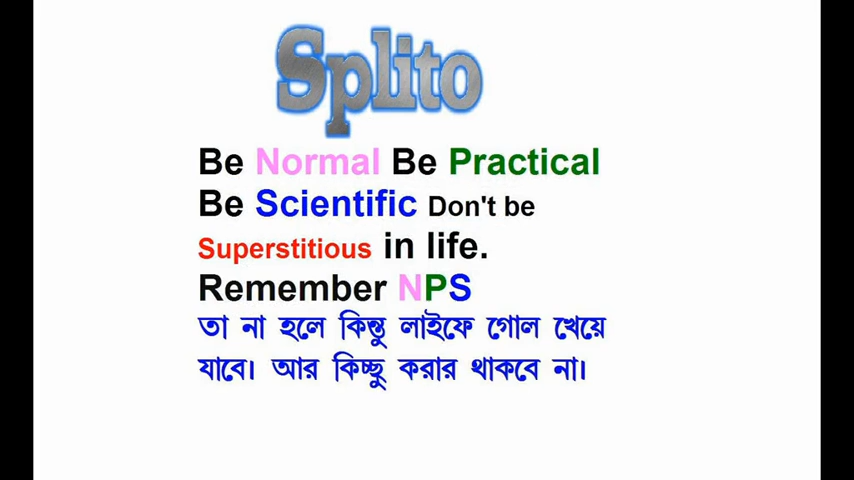 Splito
Be Normal Be Practical
Be Scientific Don't be
Superstitious in life.
Remember NPS
তা না হলে কিন্তু লাইফে গোল খেয়ে
যাবে। আর কিচ্ছু করার থাকবে না।